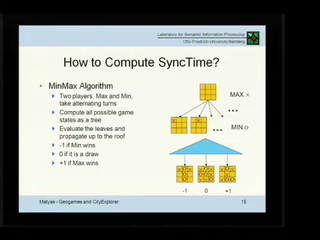 Laboratory for Semantic Information Processing
Otto-Friedrich-University Bamberg
How to Compute SyncTime?
• MinMax Algorithm
Two players, Max and Min,
take alternating turns
Compute all possible game
states as a tree
Evaluate the leaves and
propagate up to the roof
-1 if Min wins
0 if it is a draw
+1 if Max wins
MAX ×
...
... MIN o
-1 0 +1
Matyas - Geogames and CityExplorer 15